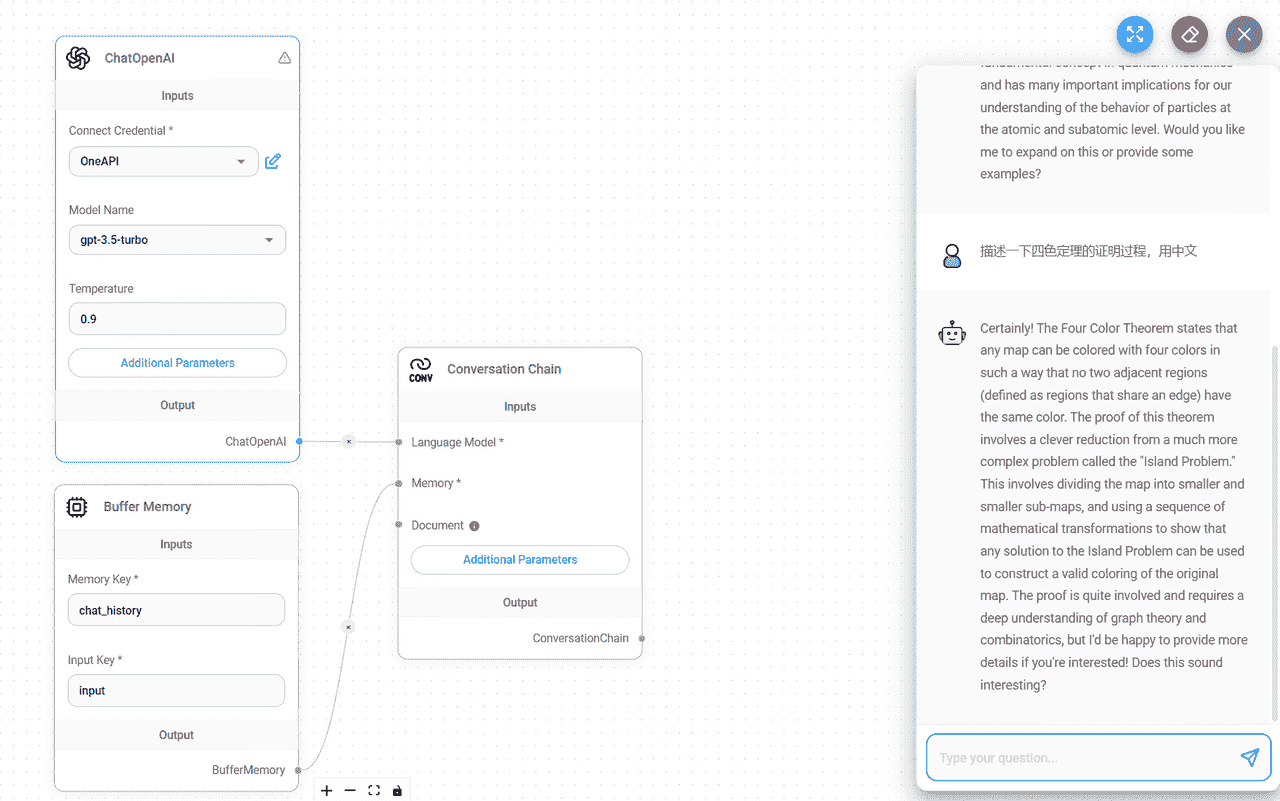 ChatOpenAI
Inputs
Connect Credential *
OneAPI
Model Name
gpt-3.5-turbo
Temperature
0.9
Additional Parameters
Output
ChatOpenAI
Buffer Memory
Inputs
Memory Key *
chat_history
Input Key *
input
Output
BufferMemory
CONV
Conversation Chain
Inputs
Language Model *
Memory *
Document
Additional Parameters
Output
ConversationChain
fundamental concept in quantum mechanics
and has many important implications for our
understanding of the behavior of particles at
the atomic and subatomic level. Would you like
me to expand on this or provide some
examples?
描述一下四色定理的证明过程，用中文
Certainly! The Four Color Theorem states that
any map can be colored with four colors in
such a way that no two adjacent regions
(defined as regions that share an edge) have
the same color. The proof of this theorem
involves a clever reduction from a much more
complex problem called the "Island Problem."
This involves dividing the map into smaller and
smaller sub-maps, and using a sequence of
mathematical transformations to show that
any solution to the Island Problem can be used
to construct a valid coloring of the original
map. The proof is quite involved and requires a
deep understanding of graph theory and
combinatorics, but I'd be happy to provide more
details if you're interested! Does this sound
interesting?
Type your question...